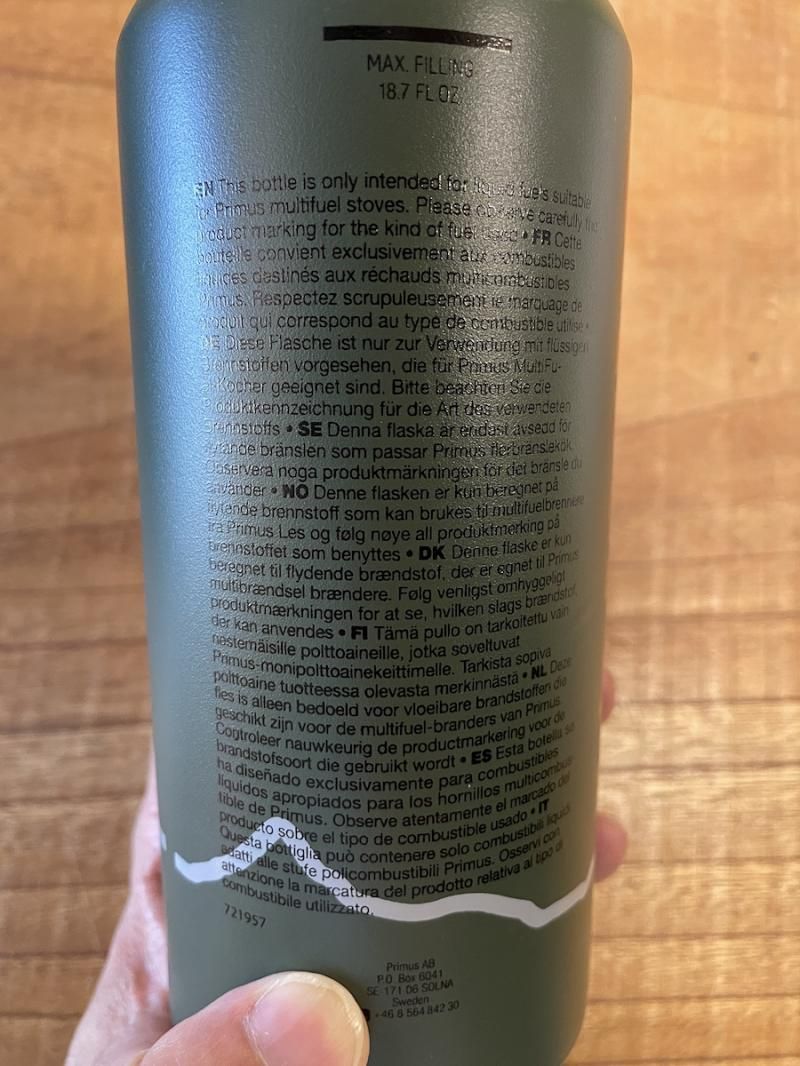 MAX. FILLING
18.7 FL.OZ.
EN This bottle is only intended for liquid fuels suitable
for Primus multifuel stoves. Please observe carefully the
product marking for the kind of fuel used • FR Cette
bouteille convient exclusivement aux combustibles
liquides destinés aux réchauds multicombustibles
Primus. Respectez scrupuleusement le marquage de
produit qui correspond au type de combustible utilisé •
DE Diese Flasche ist nur zur Verwendung mit flüssigen
Brennstoffen vorgesehen, die für Primus MultiFu-
el-Kocher geeignet sind. Bitte beachten Sie die
Produktkennzeichnung für die Art des verwendeten
Brennstoffs • SE Denna flaska är endast avsedd för
flytande bränslen som passar Primus flerbränslekök.
Observera noga produktmärkningen för det bränsle du
använder • NO Denne flasken er kun beregnet på
flytende brennstoff som kan brukes til multifuelbrennere
fra Primus Les og følg nøye all produktmerking på
brennstoffet som benyttes • DK Denne flaske er kun
beregnet til flydende brændstof, der er egnet til Primus
multibrændsel brændere. Følg venligst omhyggeligt
produktmærkningen for at se, hvilken slags brændstof,
der kan anvendes • FI Tämä pullo on tarkoitettu vain
nestemäisille polttoaineille, jotka soveltuvat
Primus-monipolttoainekeittimelle. Tarkista sopiva
polttoaine tuotteessa olevasta merkinnästä • NL Deze
fles is alleen bedoeld voor vloeibare brandstoffen die
geschikt zijn voor de multifuel-branders van Primus.
Controleer nauwkeurig de productmarkering voor de
brandstofsoort die gebruikt wordt • ES Esta botella se
ha diseñado exclusivamente para combustibles
líquidos apropiados para los hornillos multicombus-
tible de Primus. Observe atentamente el marcado del
producto sobre el tipo de combustible usado • IT
Questa bottiglia può contenere solo combustibili liquidi
adatti alle stufe policombustibili Primus. Osservi con
attenzione la marcatura del prodotto relativa al tipo di
combustibile utilizzato.
721957
Primus AB
P.O. Box 6041
SE-171 06 SOLNA
Sweden
+46 8 564 842 30